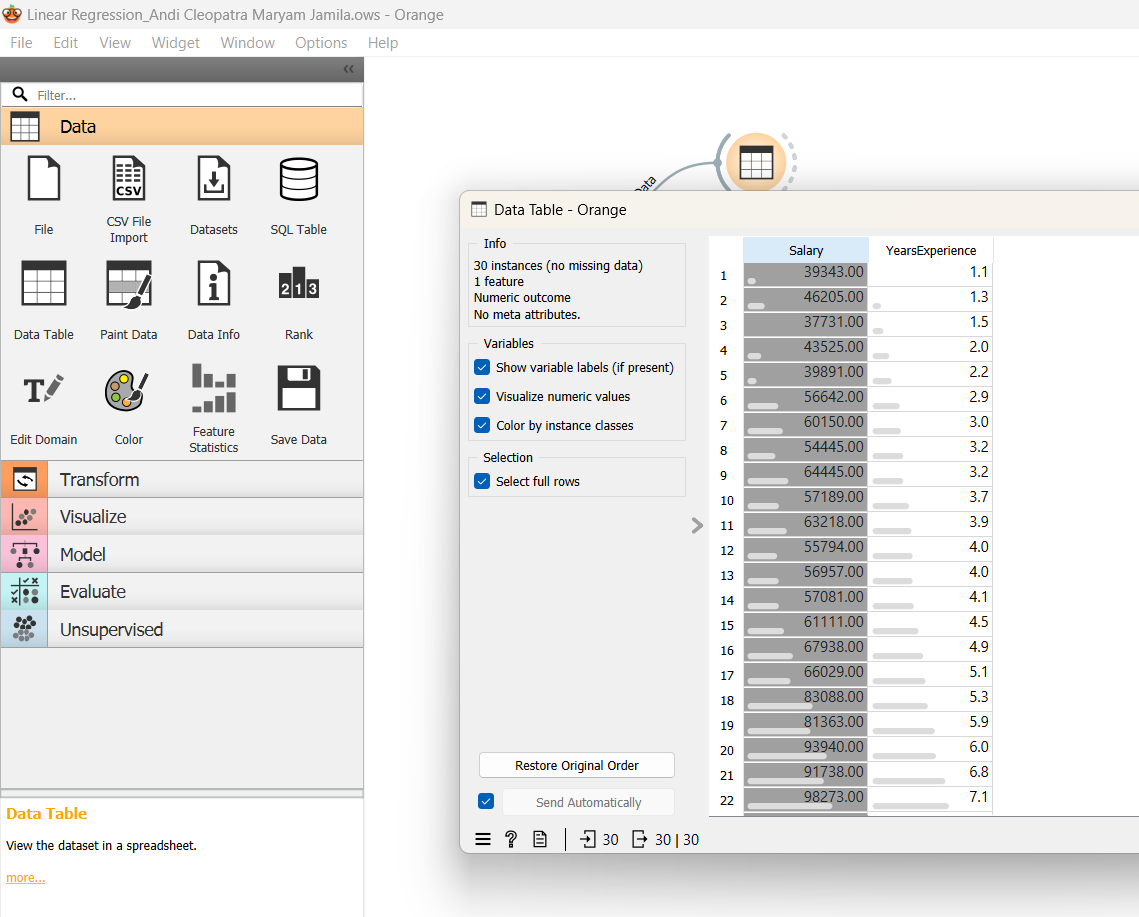 Linear Regression_Andi Cleopatra Maryam Jamila.ows - Orange
File Edit View Widget Window Options Help
Filter...
Data
File
CSV
CSV File
Import
Datasets
SQL Table
Data Table
Paint Data
Data Info
2 1 3
Rank
T
Edit Domain
Color
Feature
Statistics
Save Data
Transform
Visualize
Model
Evaluate
Unsupervised
Data Table
View the dataset in a spreadsheet.
more...
Data
Data Table - Orange
Info
30 instances (no missing data)
1 feature
Numeric outcome
No meta attributes.
Variables
Show variable labels (if present)
Visualize numeric values
Color by instance classes
Selection
Select full rows
Restore Original Order
Send Automatically
? 30 30 | 30
Salary YearsExperience
1 39343.00 1.1
2 46205.00 1.3
3 37731.00 1.5
4 43525.00 2.0
5 39891.00 2.2
6 56642.00 2.9
7 60150.00 3.0
8 54445.00 3.2
9 64445.00 3.2
10 57189.00 3.7
11 63218.00 3.9
12 55794.00 4.0
13 56957.00 4.0
14 57081.00 4.1
15 61111.00 4.5
16 67938.00 4.9
17 66029.00 5.1
18 83088.00 5.3
19 81363.00 5.9
20 93940.00 6.0
21 91738.00 6.8
22 98273.00 7.1